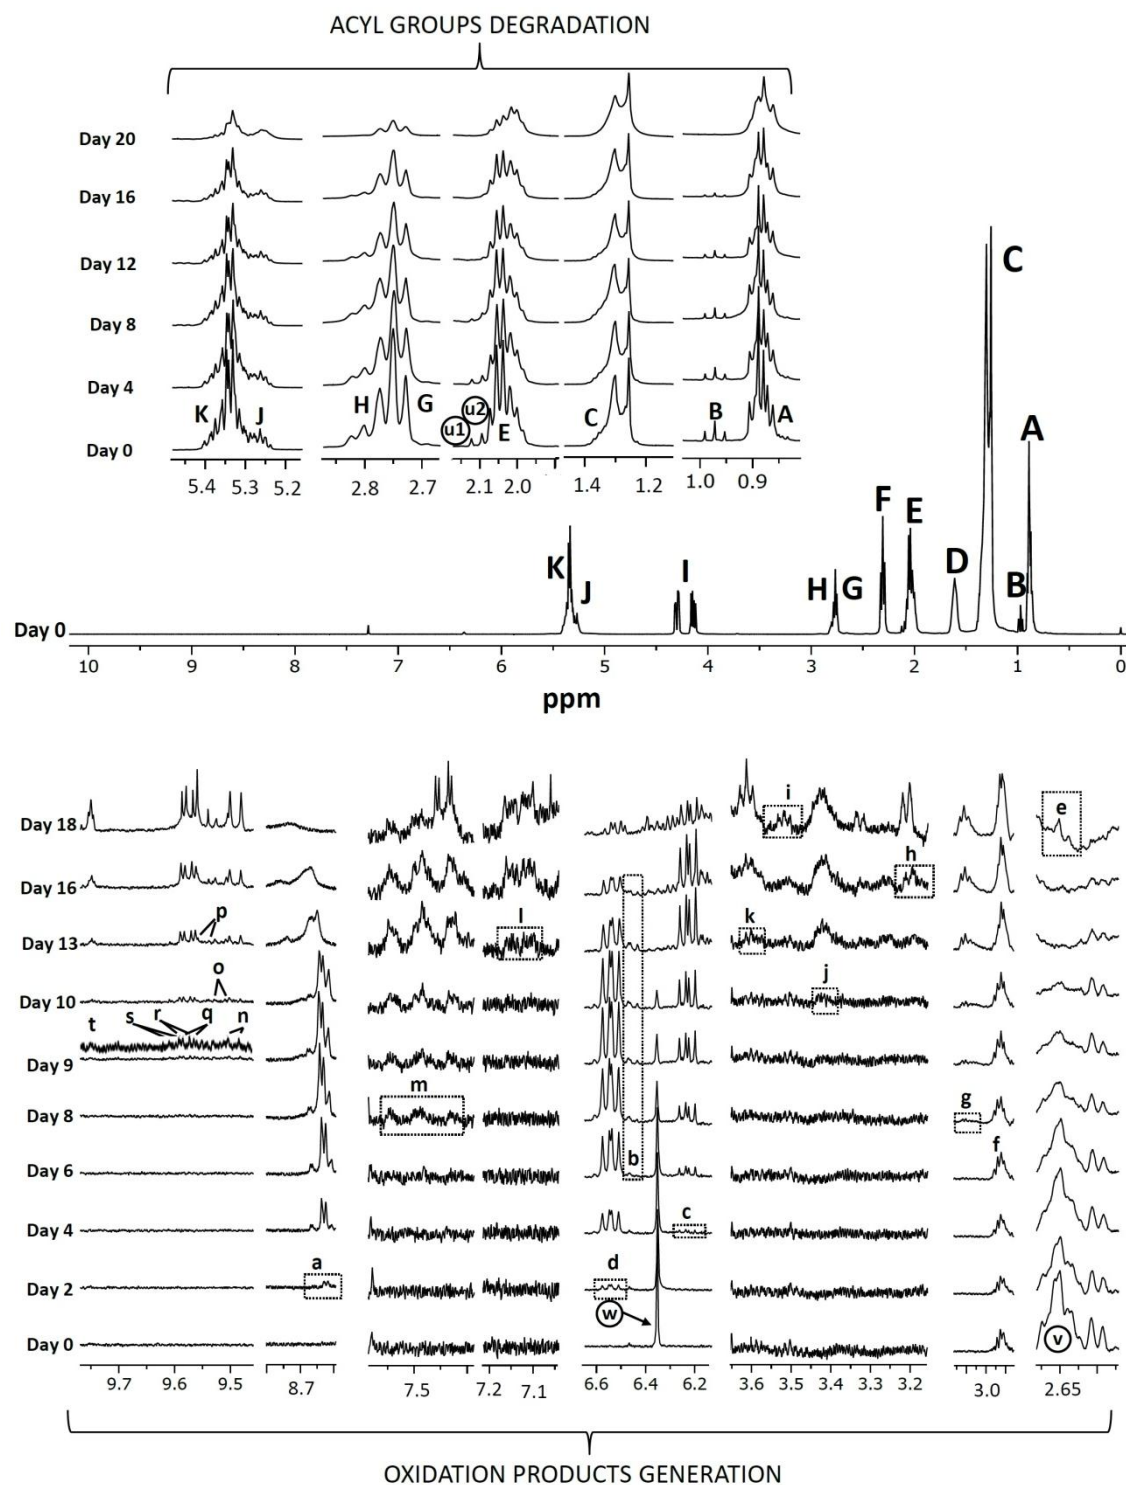 ACYL GROUPS DEGRADATION
Day 20
Day 16
Day 12
Day 8
Day 4
Day 0
K J H G u1 u2 E C B A
5.4 5.3 5.2 2.8 2.7 2.1 2.0 1.4 1.2 1.0 0.9
C
A
F E
K J I H G D B
Day 0
10 9 8 7 6 5 4 3 2 1 0
ppm
Day 18 i e
Day 16 h
Day 13 p l k
Day 10 o j
t s r q n
Day 9
Day 8 m g
Day 6 b f
Day 4 c
Day 2 a d
w
Day 0 v
9.7 9.6 9.5 8.7 7.5 7.2 7.1 6.6 6.4 6.2 3.6 3.5 3.4 3.3 3.2 3.0 2.65
OXIDATION PRODUCTS GENERATION